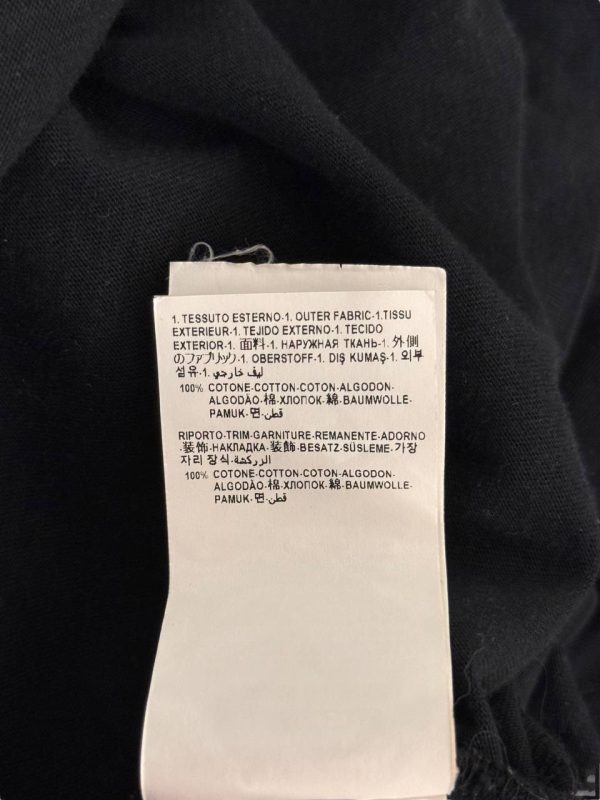 1. TESSUTO ESTERNO-1. OUTER FABRIC-1.TISSU
EXTERIEUR-1. TEJIDO EXTERNO-1. TECIDO
EXTERIOR-1. 面料-1. НАРУЖНАЯ ТКАНЬ-1. 外側
のファブリック-1. OBERSTOFF-1. DIŞ KUMAŞ-1. 외부
섬유-1. ليف خارجي
100% COTONE-COTTON-COTON-ALGODON-
ALGODÃO-棉-ХЛОПОК-綿-BAUMWOLLE-
PAMUK-면-قطن
RIPORTO-TRIM-GARNITURE-REMANENTE-ADORNO
-装饰-НАКЛАДКА-装飾-BESATZ-SÜSLEME-가장
자리 장식-الزركشة
100% COTONE-COTTON-COTON-ALGODON-
ALGODÃO-棉-ХЛОПОК-綿-BAUMWOLLE-
PAMUK-면-قطن